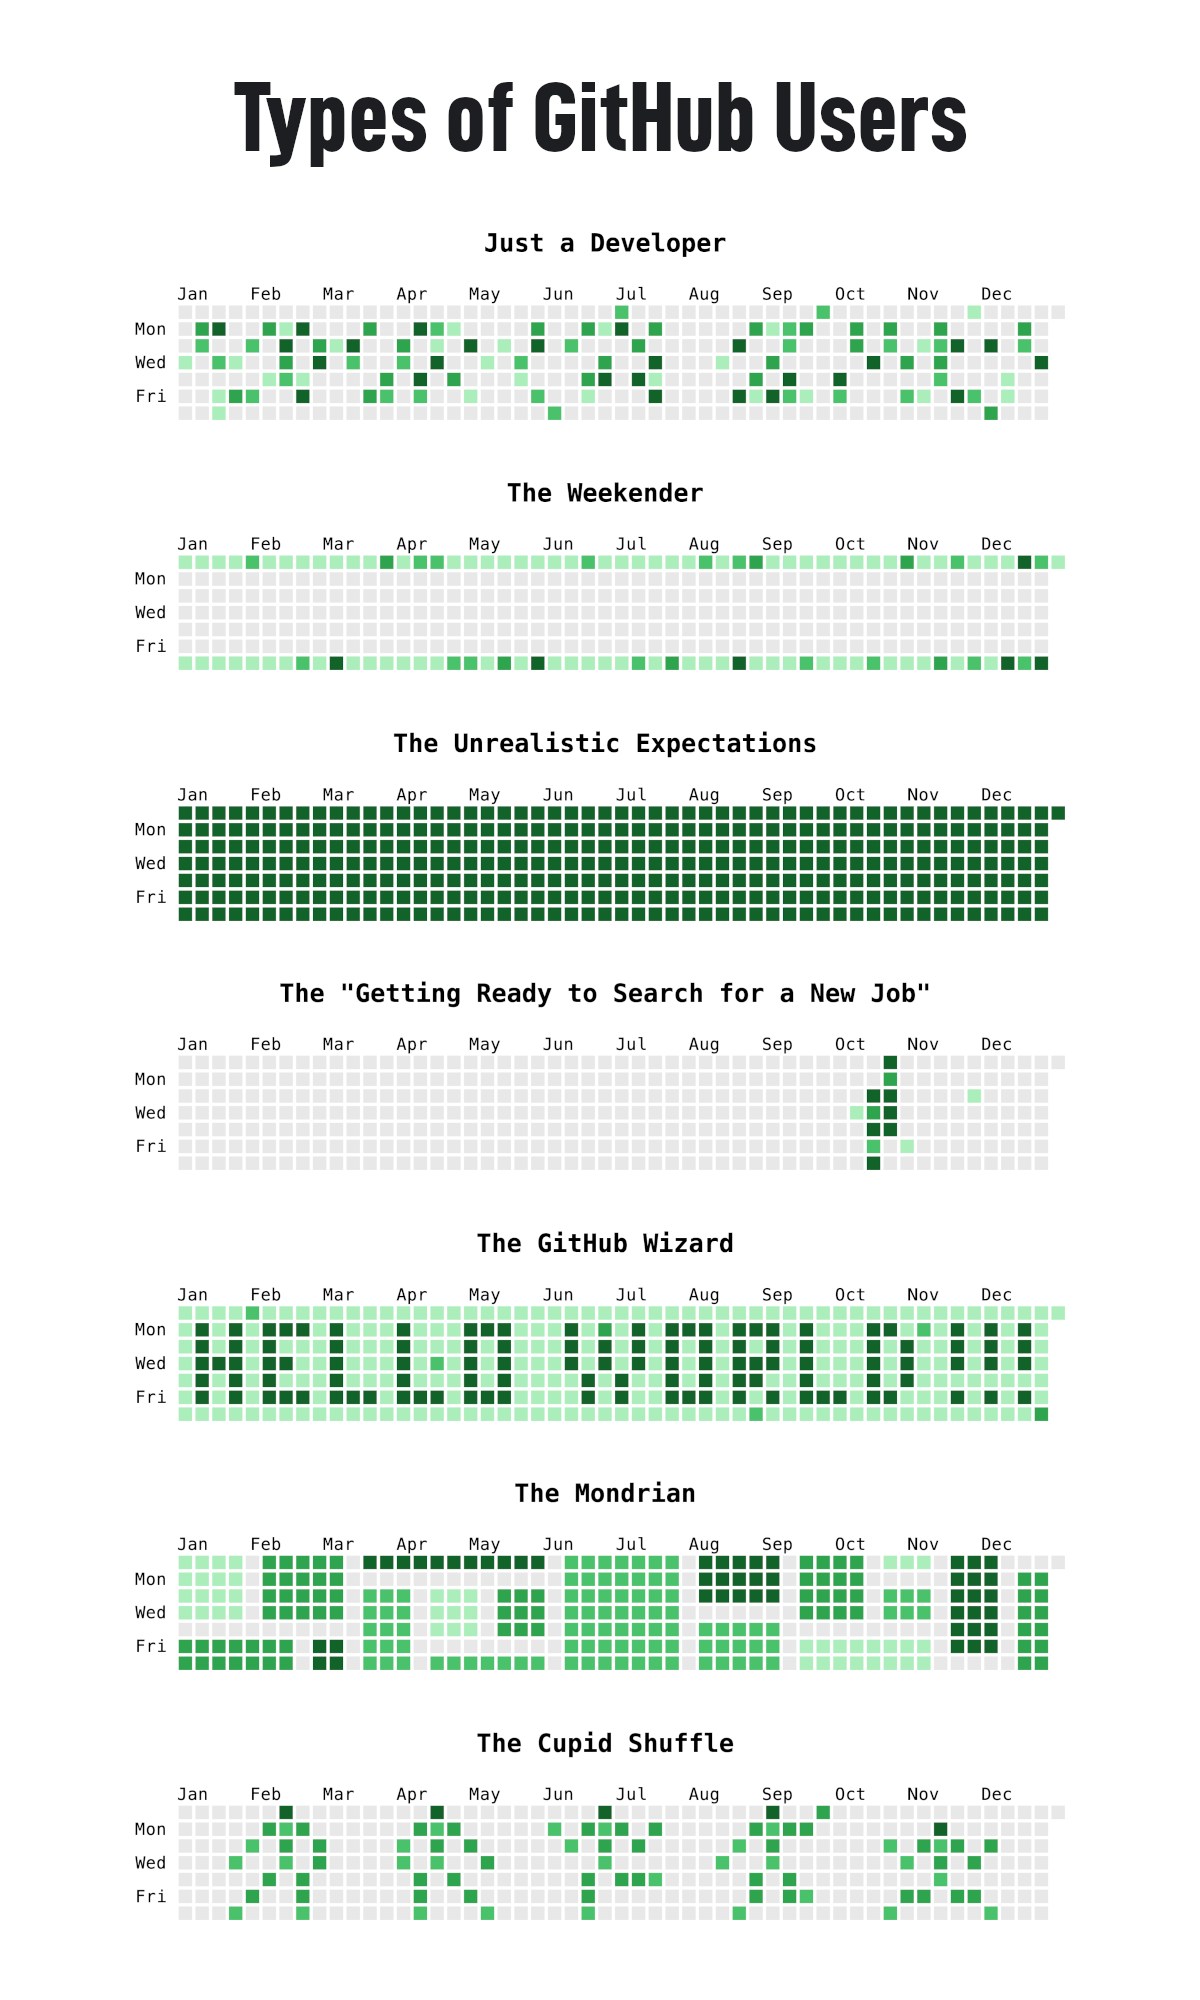 Types of GitHub Users
Just a Developer
Jan Feb Mar Apr May Jun Jul Aug Sep Oct Nov Dec
Mon
Wed
Fri
The Weekender
Jan Feb Mar Apr May Jun Jul Aug Sep Oct Nov Dec
Mon
Wed
Fri
The Unrealistic Expectations
Jan Feb Mar Apr May Jun Jul Aug Sep Oct Nov Dec
Mon
Wed
Fri
The "Getting Ready to Search for a New Job"
Jan Feb Mar Apr May Jun Jul Aug Sep Oct Nov Dec
Mon
Wed
Fri
The GitHub Wizard
Jan Feb Mar Apr May Jun Jul Aug Sep Oct Nov Dec
Mon
Wed
Fri
HELLO WORLD!!!
The Mondrian
Jan Feb Mar Apr May Jun Jul Aug Sep Oct Nov Dec
Mon
Wed
Fri
The Cupid Shuffle
Jan Feb Mar Apr May Jun Jul Aug Sep Oct Nov Dec
Mon
Wed
Fri